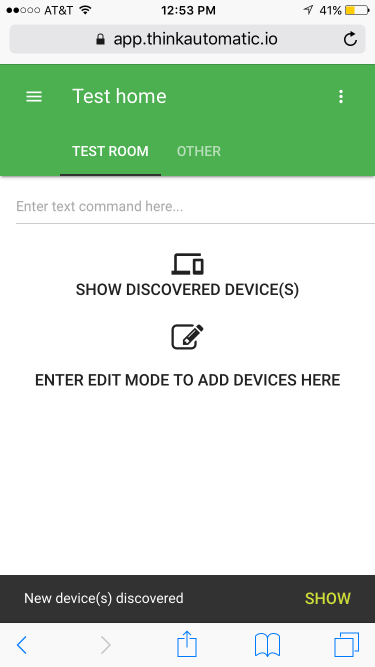 AT&T 12:53 PM 41%
app.thinkautomatic.io
Test home
TEST ROOM OTHER
Enter text command here...
SHOW DISCOVERED DEVICE(S)
ENTER EDIT MODE TO ADD DEVICES HERE
New device(s) discovered SHOW